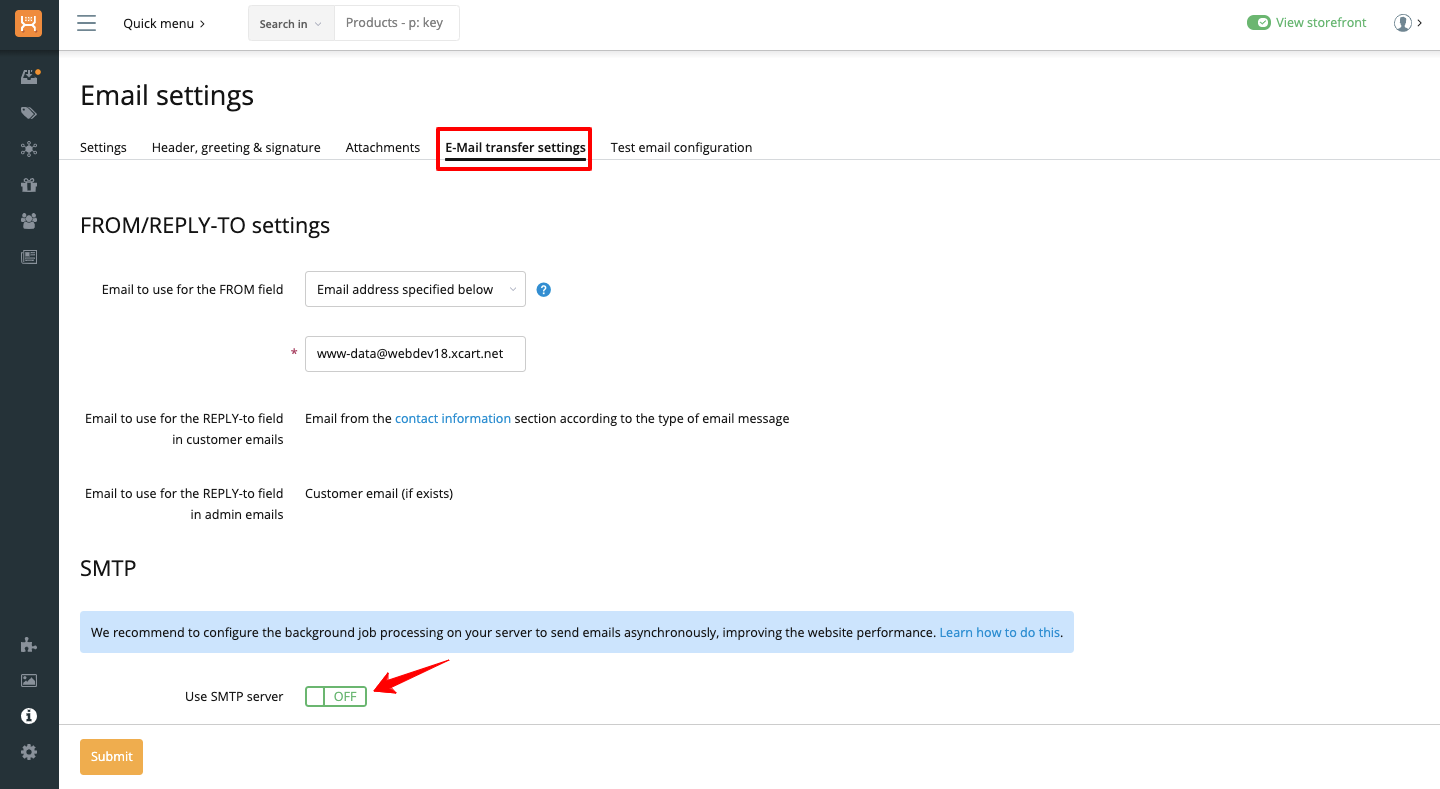 Quick menu
Search in
Products - p: key
View storefront
Email settings
Settings Header, greeting & signature Attachments E-Mail transfer settings Test email configuration
FROM/REPLY-TO settings
Email to use for the FROM field Email address specified below ?
* www-data@webdev18.xcart.net
Email to use for the REPLY-to field Email from the contact information section according to the type of email message
in customer emails
Email to use for the REPLY-to field Customer email (if exists)
in admin emails
SMTP
We recommend to configure the background job processing on your server to send emails asynchronously, improving the website performance. Learn how to do this.
Use SMTP server OFF
Submit